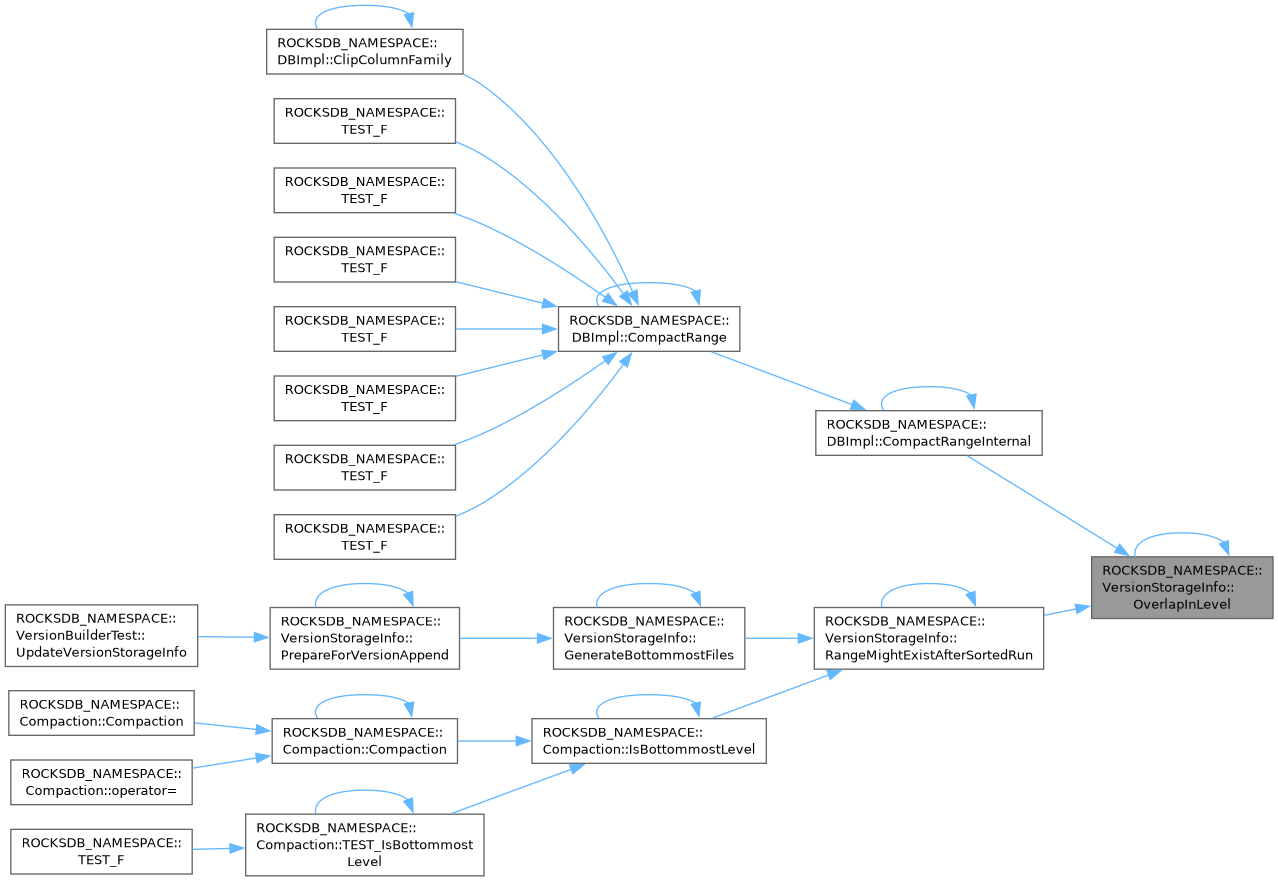 ROCKSDB_NAMESPACE::
DBImpl::ClipColumnFamily
ROCKSDB_NAMESPACE::
TEST_F
ROCKSDB_NAMESPACE::
TEST_F
ROCKSDB_NAMESPACE::
TEST_F
ROCKSDB_NAMESPACE::
TEST_F
ROCKSDB_NAMESPACE::
TEST_F
ROCKSDB_NAMESPACE::
TEST_F
ROCKSDB_NAMESPACE::
TEST_F
ROCKSDB_NAMESPACE::
DBImpl::CompactRange
ROCKSDB_NAMESPACE::
DBImpl::CompactRangeInternal
ROCKSDB_NAMESPACE::
VersionStorageInfo::
OverlapInLevel
ROCKSDB_NAMESPACE::
VersionBuilderTest::
UpdateVersionStorageInfo
ROCKSDB_NAMESPACE::
VersionStorageInfo::
PrepareForVersionAppend
ROCKSDB_NAMESPACE::
VersionStorageInfo::
GenerateBottommostFiles
ROCKSDB_NAMESPACE::
VersionStorageInfo::
RangeMightExistAfterSortedRun
ROCKSDB_NAMESPACE::
Compaction::Compaction
ROCKSDB_NAMESPACE::
Compaction::Compaction
ROCKSDB_NAMESPACE::
Compaction::IsBottommostLevel
ROCKSDB_NAMESPACE::
Compaction::operator=
ROCKSDB_NAMESPACE::
TEST_F
ROCKSDB_NAMESPACE::
Compaction::TEST_IsBottommost
Level